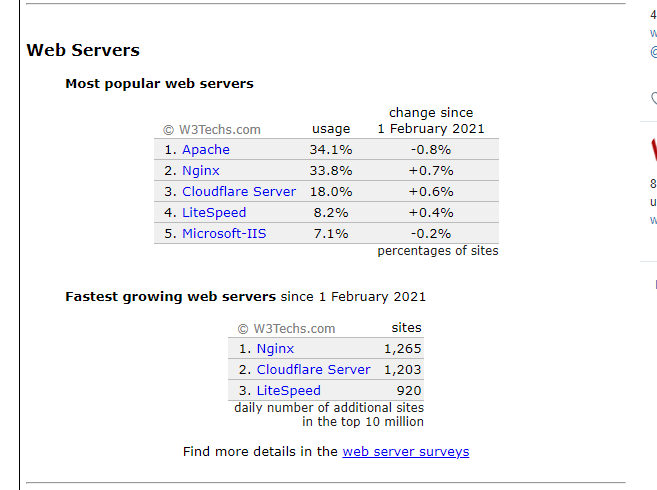 Web Servers
Most popular web servers
© W3Techs.com usage change since
1 February 2021
1. Apache 34.1% -0.8%
2. Nginx 33.8% +0.7%
3. Cloudflare Server 18.0% +0.6%
4. LiteSpeed 8.2% +0.4%
5. Microsoft-IIS 7.1% -0.2%
percentages of sites
Fastest growing web servers since 1 February 2021
© W3Techs.com sites
1. Nginx 1,265
2. Cloudflare Server 1,203
3. LiteSpeed 920
daily number of additional sites
in the top 10 million
Find more details in the web server surveys